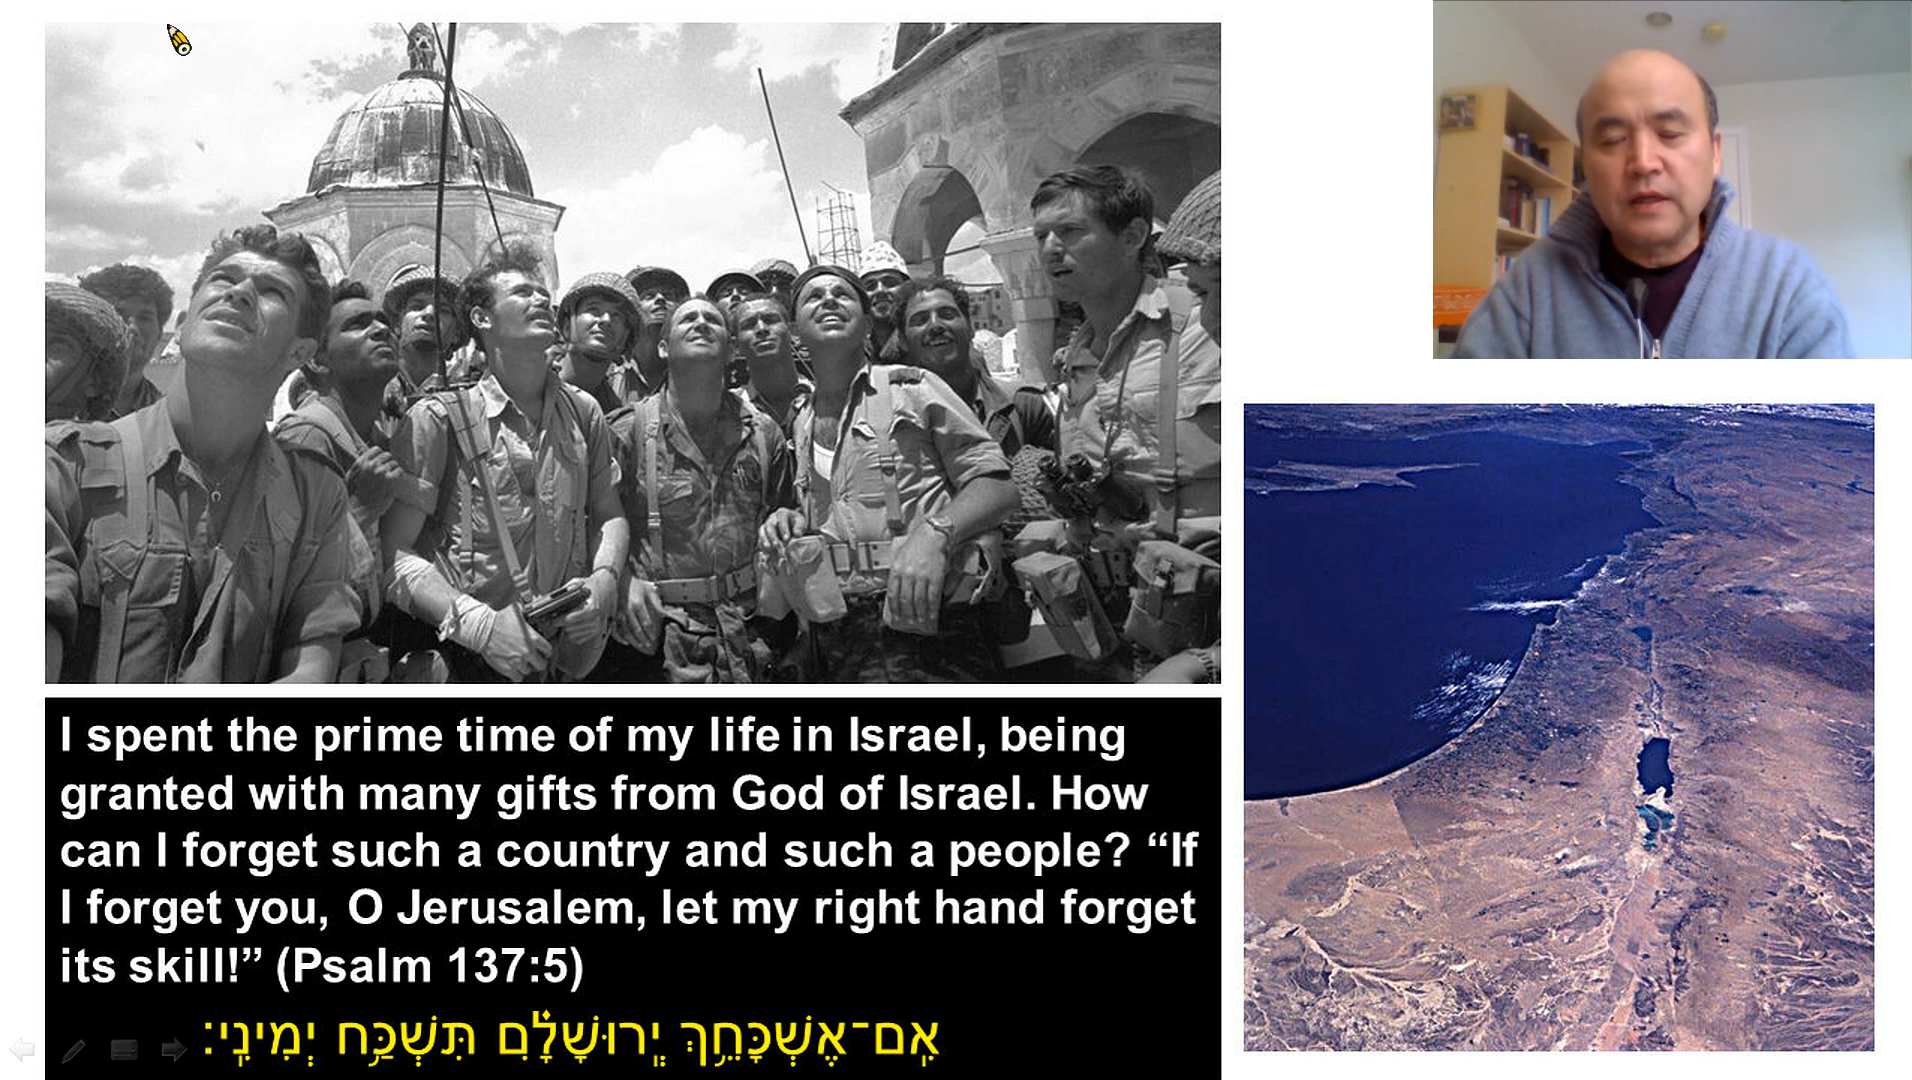 I spent the prime time of my life in Israel, being
granted with many gifts from God of Israel. How
can I forget such a country and such a people? “If
I forget you, O Jerusalem, let my right hand forget
its skill!” (Psalm 137:5)
אִֽם־אֶשְׁכָּחֵ֥ךְ יְֽרוּשָׁלָ֗͏ִם תִּשְׁכַּ֥ח יְמִינִֽי׃